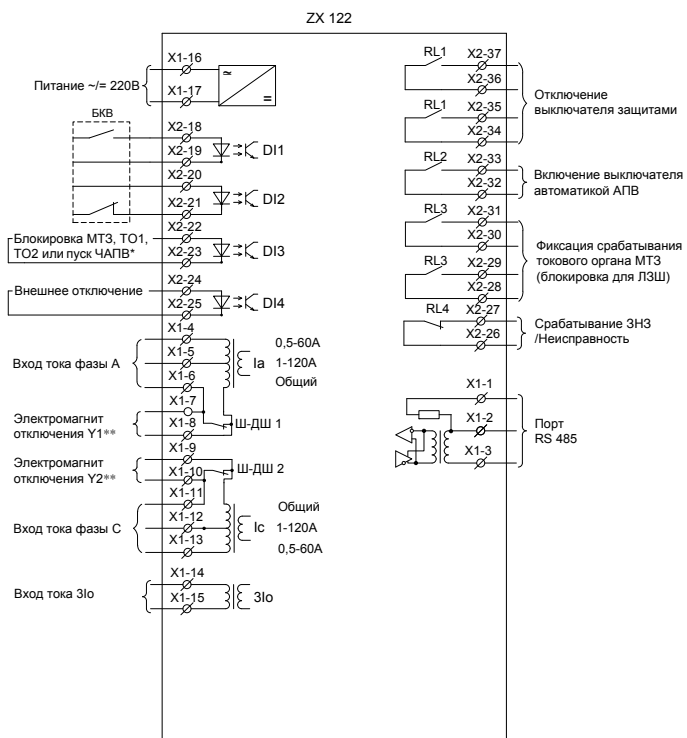 ZX 122
X1-16
Питание ~/= 220В
X1-17
БКВ
X2-18
X2-19
DI1
X2-20
X2-21
DI2
X2-22
Блокировка МТЗ, ТО1,
ТО2 или пуск ЧАПВ*
X2-23
DI3
X2-24
Внешнее отключение
X2-25
DI4
X1-4
0,5-60А
X1-5
Вход тока фазы А
Ia
1-120А
X1-6
Общий
X1-7
Электромагнит
отключения Y1**
X1-8
Ш-ДШ 1
X1-9
Электромагнит
отключения Y2**
X1-10
Ш-ДШ 2
X1-11
Общий
X1-12
Вход тока фазы С
Ic
1-120А
X1-13
0,5-60А
X1-14
Вход тока 3Io
X1-15
3Io
RL1
X2-37
X2-36
Отключение
выключателя защитами
RL1
X2-35
X2-34
RL2
X2-33
X2-32
Включение выключателя
автоматикой АПВ
RL3
X2-31
X2-30
Фиксация срабатывания
токового органа МТЗ
(блокировка для ЛЗШ)
RL3
X2-29
X2-28
RL4
X2-27
X2-26
Срабатывание ЗНЗ
/Неисправность
X1-1
X1-2
Порт
RS 485
X1-3